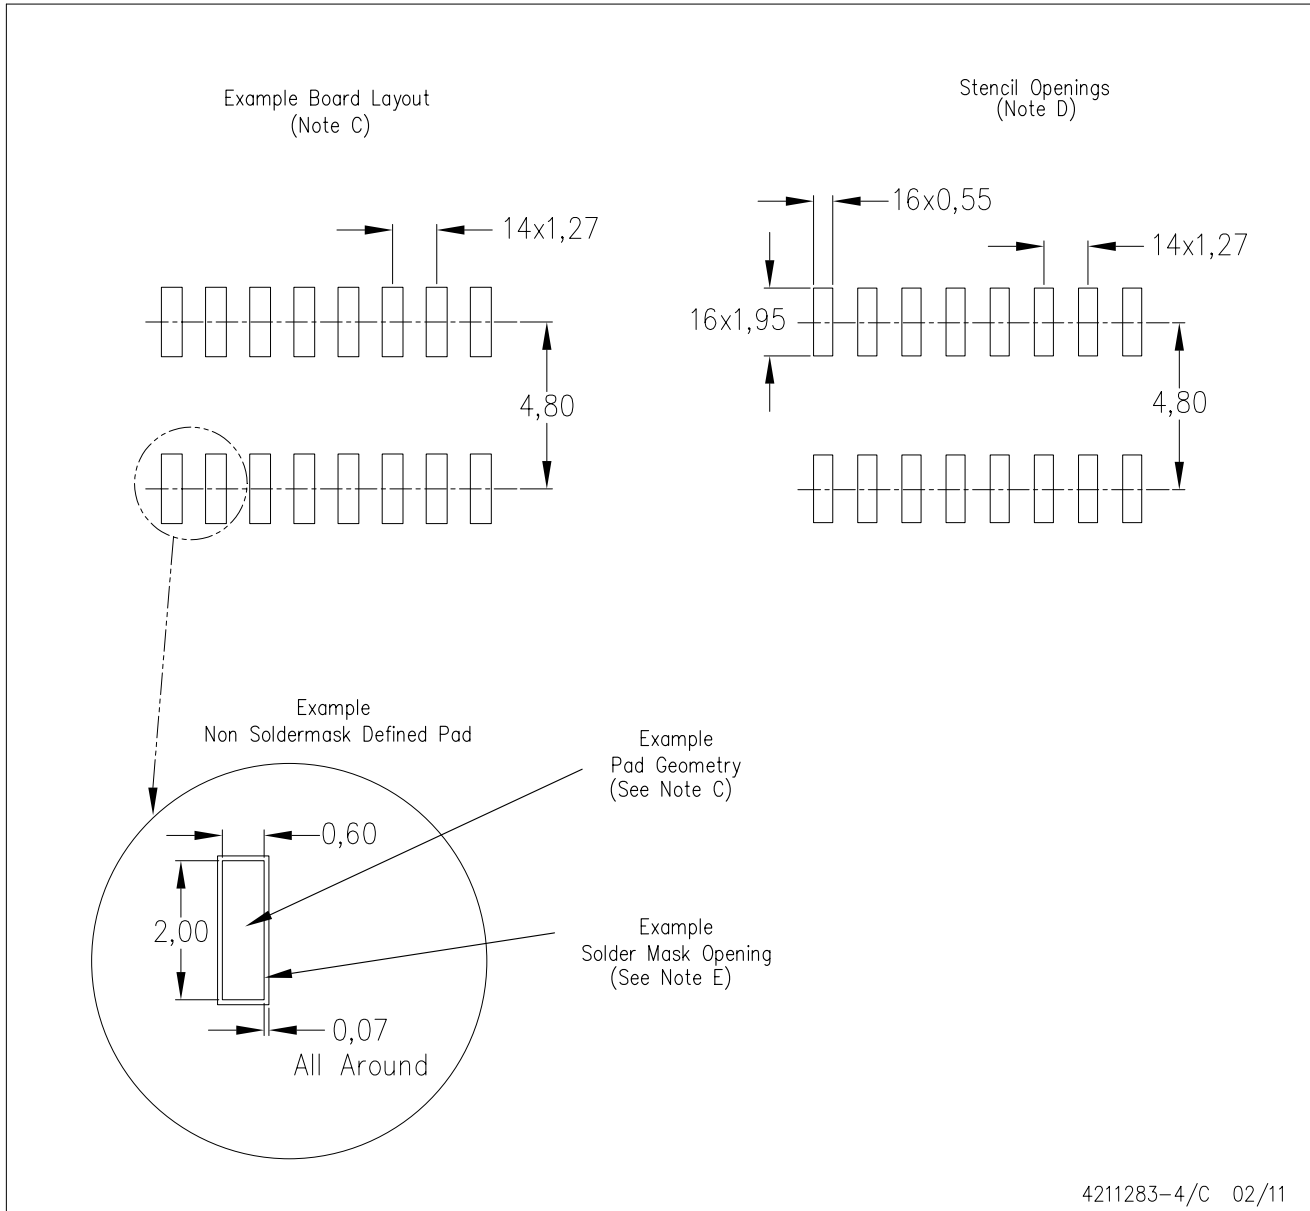 Example Board Layout
(Note C)
Stencil Openings
(Note D)
14x1,27
4,80
16x0,55
14x1,27
16x1,95
4,80
Example
Non Soldermask Defined Pad
Example
Pad Geometry
(See Note C)
0,60
2,00
Example
Solder Mask Opening
(See Note E)
0,07
All Around
4211283-4/C 02/11